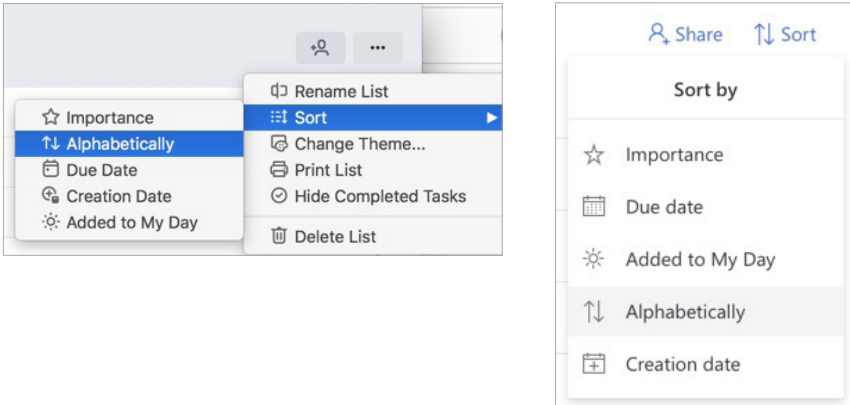 Rename List
Sort
Change Theme...
Print List
Hide Completed Tasks
Delete List
Importance
Alphabetically
Due Date
Creation Date
Added to My Day
Share
Sort
Sort by
Importance
Due date
Added to My Day
Alphabetically
Creation date